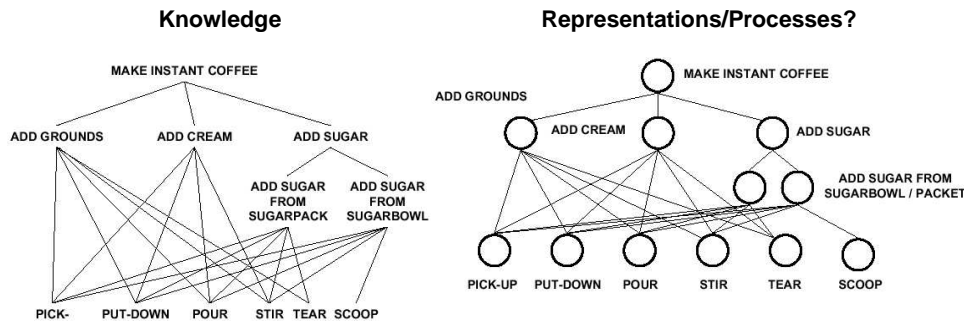 Knowledge
MAKE INSTANT COFFEE
ADD GROUNDS
ADD CREAM
ADD SUGAR
ADD SUGAR
FROM
SUGARPACK
ADD SUGAR
FROM
SUGARBOWL
PICK-
PUT-DOWN
POUR
STIR
TEAR
SCOOP
Representations/Processes?
MAKE INSTANT COFFEE
ADD GROUNDS
ADD CREAM
ADD SUGAR
ADD SUGAR FROM
SUGARBOWL / PACKET
PICK-UP
PUT-DOWN
POUR
STIR
TEAR
SCOOP